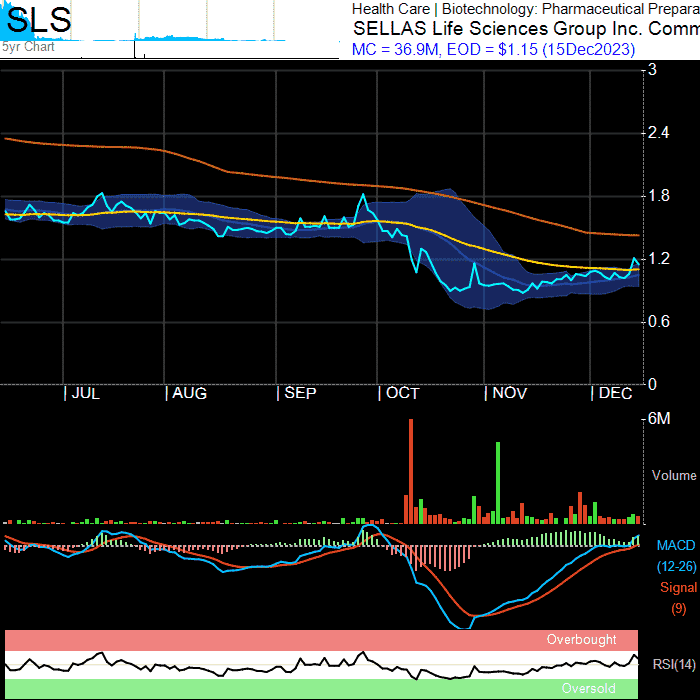 SLS
5yr Chart
Health Care | Biotechnology: Pharmaceutical Prepara
SELLAS Life Sciences Group Inc. Comm
MC = 36.9M, EOD = $1.15 (15Dec2023)
3
2.4
1.8
1.2
0.6
0
JUL AUG SEP OCT NOV DEC
6M
Volume
MACD
(12-26)
Signal
(9)
Overbought
RSI(14)
Oversold